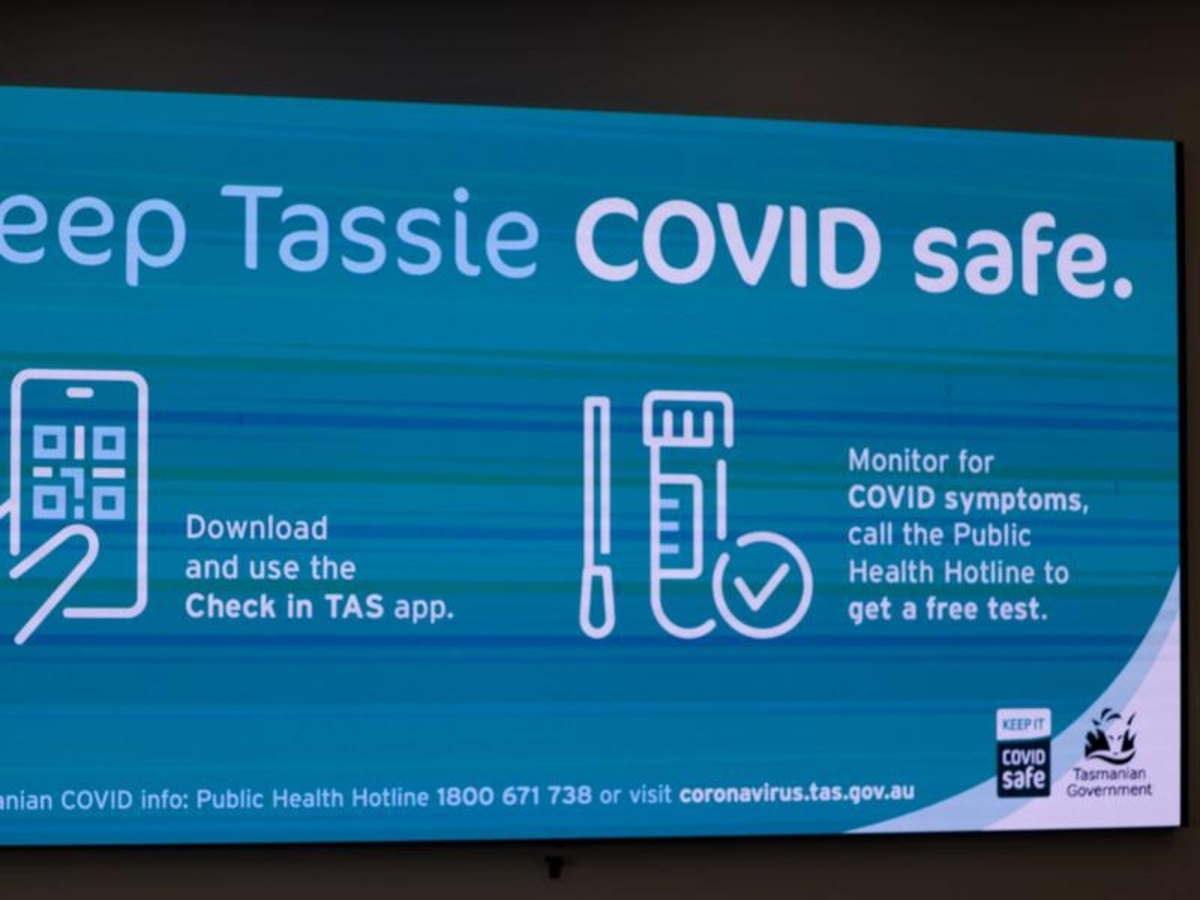 eep Tassie COVID safe.
Download
and use the
Check in TAS app.
Monitor for
COVID symptoms,
call the Public
Health Hotline to
get a free test.
anian COVID info: Public Health Hotline 1800 671 738 or visit coronavirus.tas.gov.au
KEEP IT
COVID
safe
Tasmanian
Government